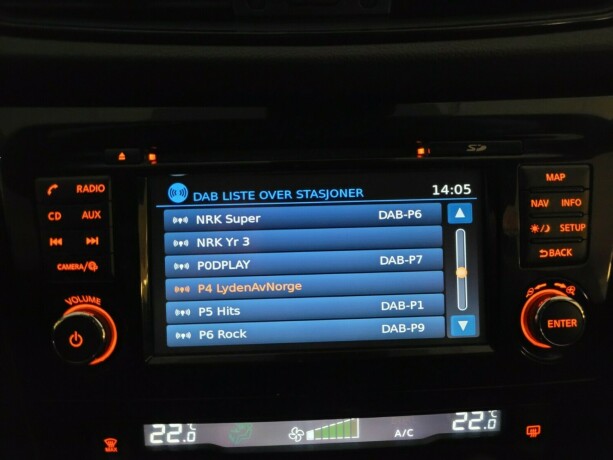 SD
RADIO
CD AUX
CAMERA/
VOLUME
DAB LISTE OVER STASJONER 14:05
NRK Super DAB-P6
NRK Yr 3
P0DPLAY DAB-P7
P4 LydenAvNorge
P5 Hits DAB-P1
P6 Rock DAB-P9
MAP
NAV INFO
SETUP
BACK
ENTER
22.0°C A/C 22.0°C
MAX